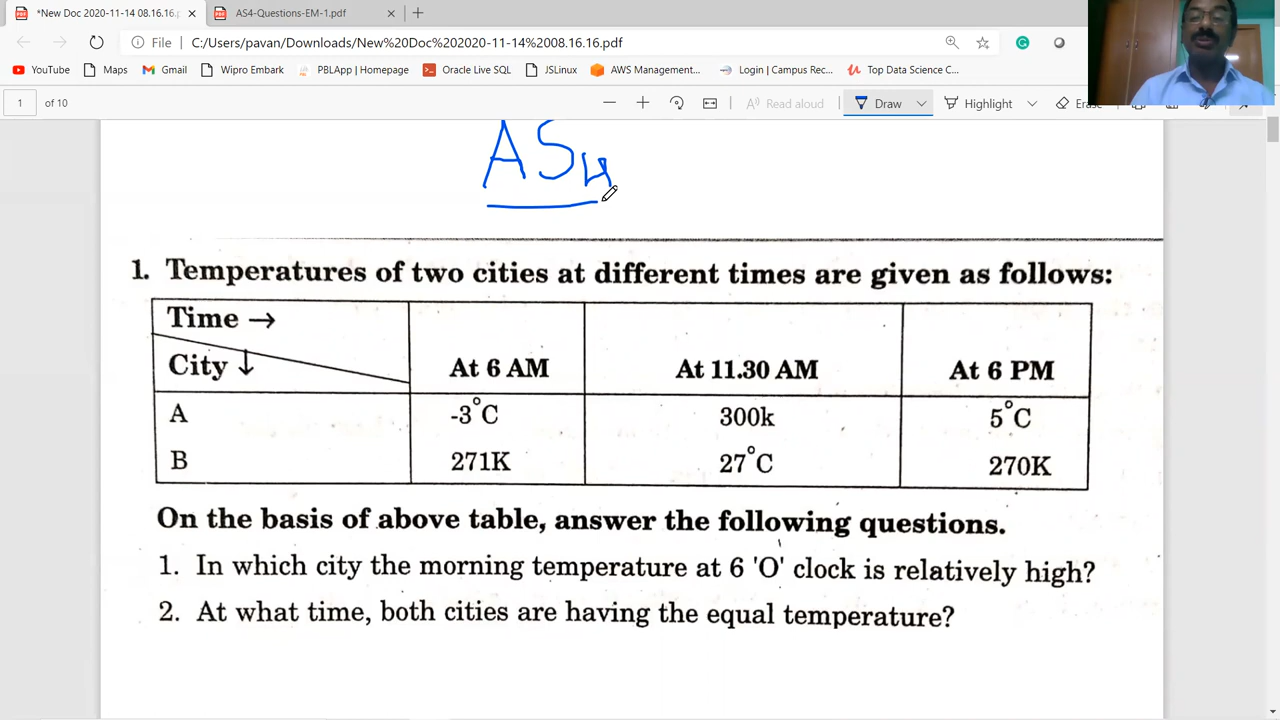 *New Doc 2020-11-14 08.16.16.p
AS4-Questions-EM-1.pdf
File C:/Users/pavan/Downloads/New%20Doc%202020-11-14%2008.16.16.pdf
YouTube Maps Gmail Wipro Embark PBLApp | Homepage Oracle Live SQL JSLinux AWS Management... Login | Campus Rec... Top Data Science C...
1 of 10 Read aloud Draw Highlight Erase
AS4
1. Temperatures of two cities at different times are given as follows:
Time →
City ↓ At 6 AM At 11.30 AM At 6 PM
A -3°C 300k 5°C
B 271K 27°C 270K
On the basis of above table, answer the following questions.
1. In which city the morning temperature at 6 'O' clock is relatively high?
2. At what time, both cities are having the equal temperature?